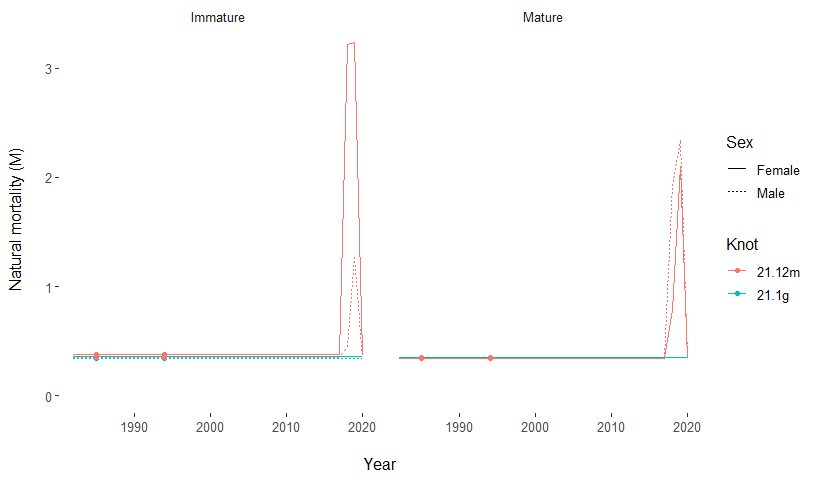 Immature
Mature
Natural mortality (M)
3
2
1
0
1990
2000
2010
2020
1990
2000
2010
2020
Year
Sex
Female
Male
Knot
21.12m
21.1g